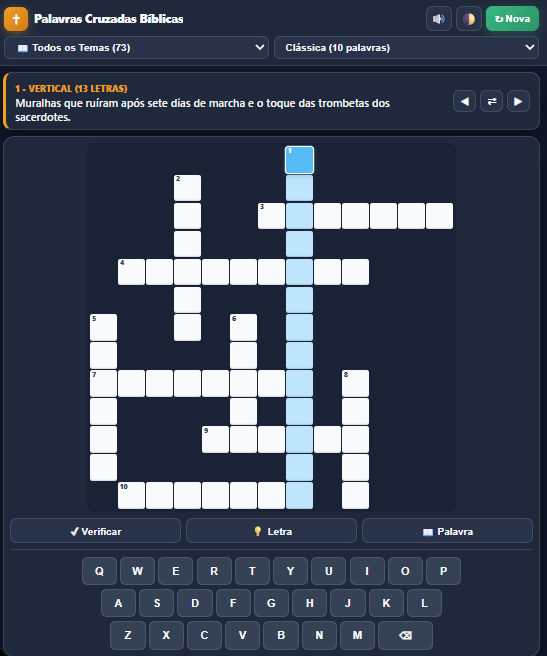 ✝ Palavras Cruzadas Bíblicas
↻ Nova
Todos os Temas (73)
Clássica (10 palavras)
1 - VERTICAL (13 LETRAS)
Muralhas que ruíram após sete dias de marcha e o toque das trombetas dos
sacerdotes.
◀ ⇄ ▶
1
2
3
4
5 6
7 8
9
10
✓ Verificar
Letra
Palavra
Q W E R T Y U I O P
A S D F G H J K L
Z X C V B N M ⌫